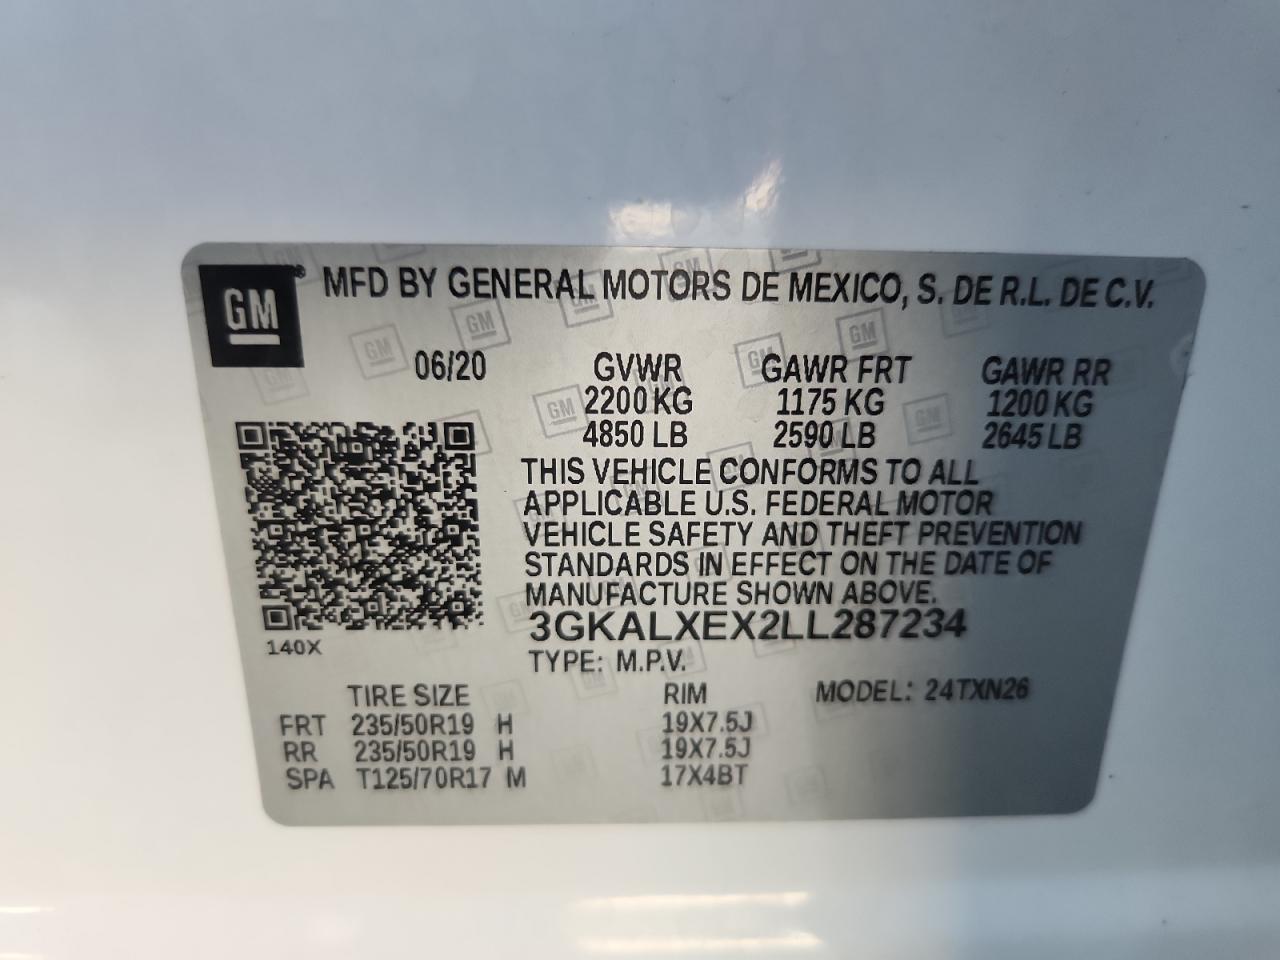 GM MFD BY GENERAL MOTORS DE MEXICO, S. DE R.L. DE C.V.
06/20 GVWR GAWR FRT GAWR RR
2200 KG 1175 KG 1200 KG
4850 LB 2590 LB 2645 LB
THIS VEHICLE CONFORMS TO ALL
APPLICABLE U.S. FEDERAL MOTOR
VEHICLE SAFETY AND THEFT PREVENTION
STANDARDS IN EFFECT ON THE DATE OF
MANUFACTURE SHOWN ABOVE.
3GKALXEX2LL287234
140X
TYPE: M.P.V.
TIRE SIZE RIM MODEL: 24TXN26
FRT 235/50R19 H 19X7.5J
RR 235/50R19 H 19X7.5J
SPA T125/70R17 M 17X4BT